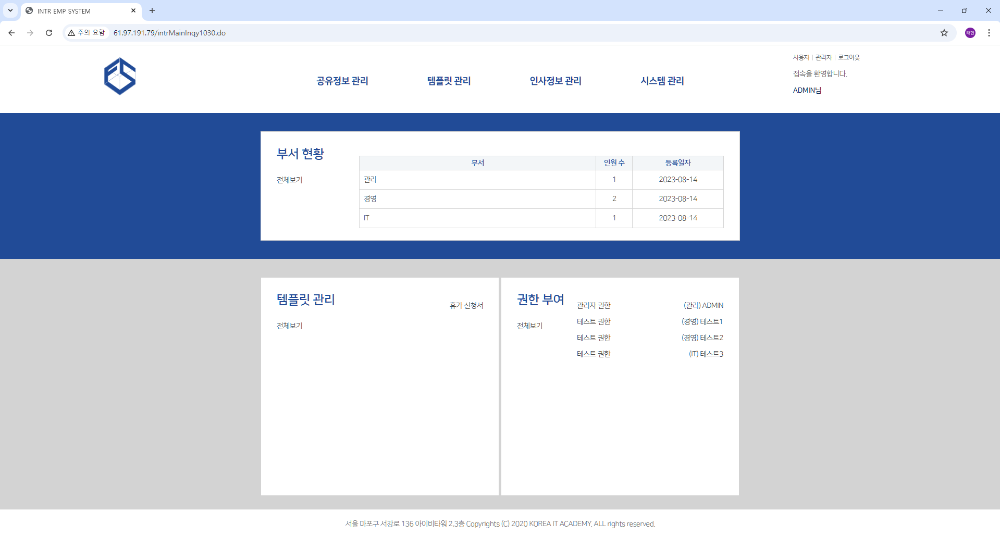 INTR EMP SYSTEM
주의 요함 61.97.191.79/intrMainInqy1030.do
태현
사용자 | 관리자 | 로그아웃
접속을 환영합니다.
ADMIN님
공유정보 관리 템플릿 관리 인사정보 관리 시스템 관리
부서 현황
전체보기
부서 인원 수 등록일자
관리 1 2023-08-14
경영 2 2023-08-14
IT 1 2023-08-14
템플릿 관리
전체보기
휴가 신청서
권한 부여
전체보기
관리자 권한 (관리) ADMIN
테스트 권한 (경영) 테스트1
테스트 권한 (경영) 테스트2
테스트 권한 (IT) 테스트3
서울 마포구 서강로 136 아이비타워 2,3층 Copyrights (C) 2020 KOREA IT ACADEMY. ALL rights reserved.